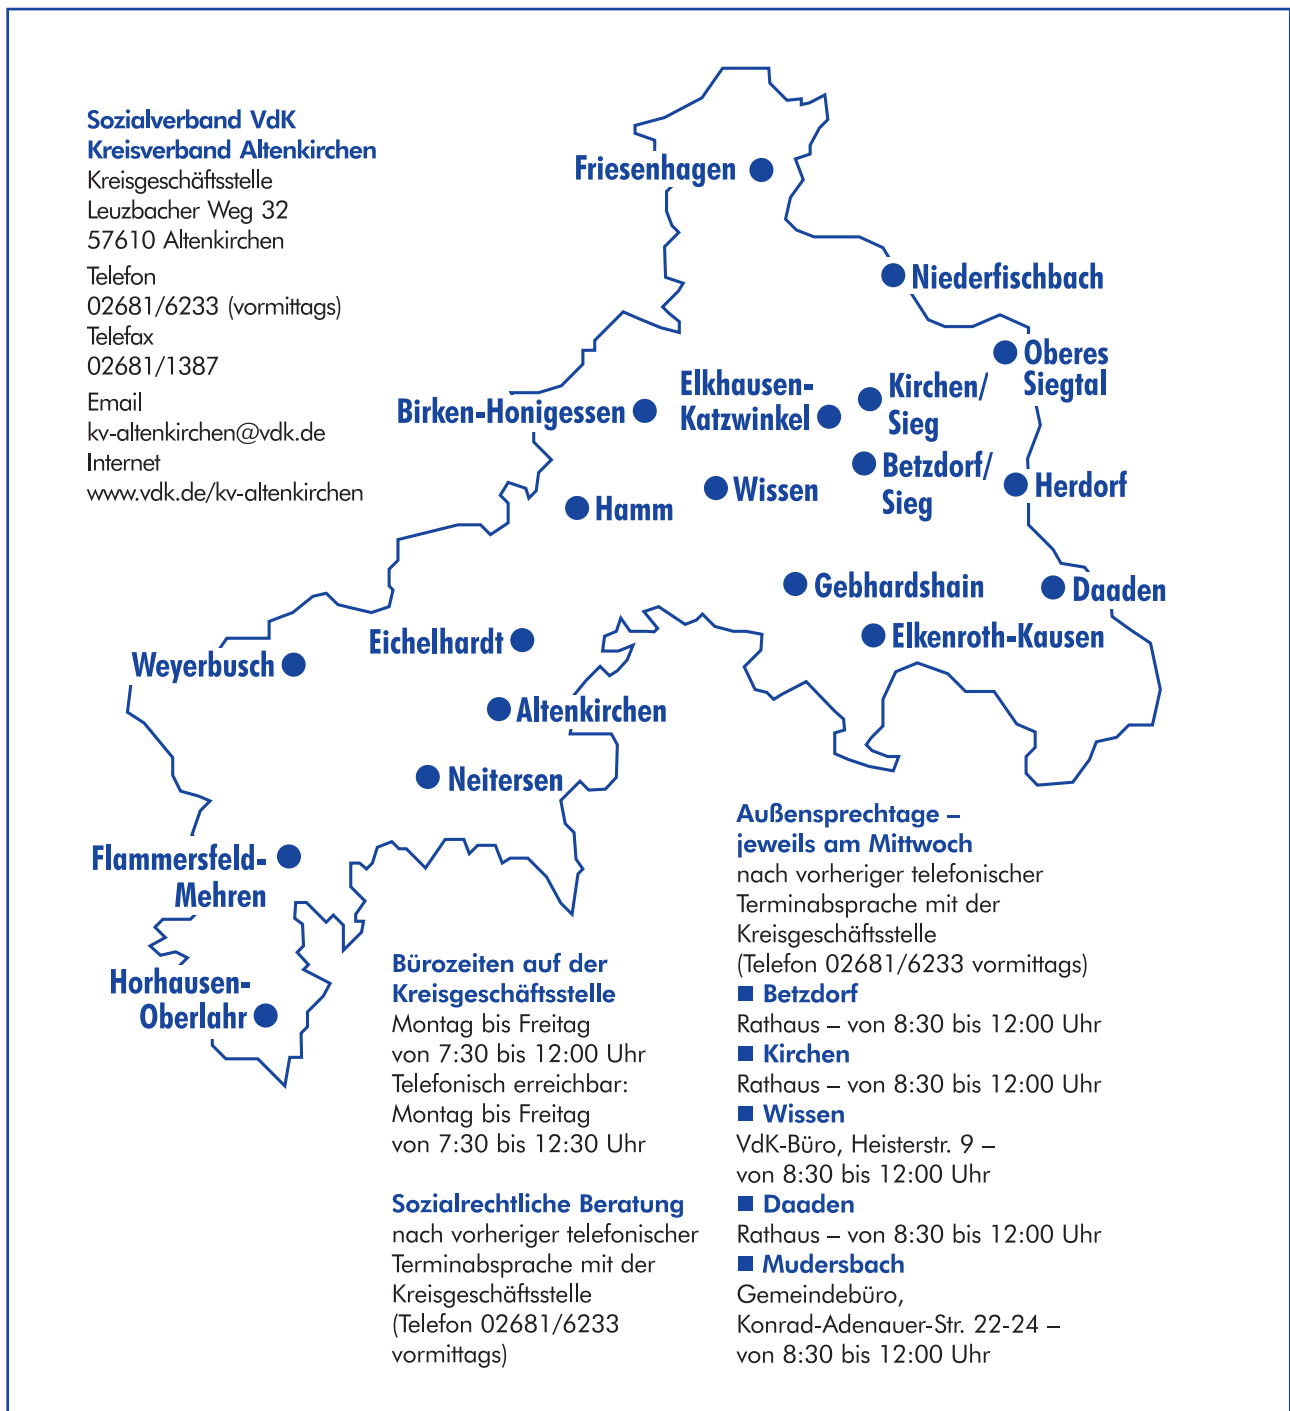 Sozialverband VdK
Kreisverband Altenkirchen
Kreisgeschäftsstelle
Leuzbacher Weg 32
57610 Altenkirchen
Telefon
02681/6233 (vormittags)
Telefax
02681/1387
Email
kv-altenkirchen@vdk.de
Internet
www.vdk.de/kv-altenkirchen
Friesenhagen
Niederfischbach
Oberes
Siegtal
Kirchen/
Sieg
Elkhausen-
Katzwinkel
Birken-Honigessen
Betzdorf/
Sieg
Herdorf
Wissen
Hamm
Gebhardshain
Daaden
Elkenroth-Kausen
Eichelhardt
Weyerbusch
Altenkirchen
Neitersen
Flammersfeld-
Mehren
Horhausen-
Oberlahr
Bürozeiten auf der
Kreisgeschäftsstelle
Montag bis Freitag
von 7:30 bis 12:00 Uhr
Telefonisch erreichbar:
Montag bis Freitag
von 7:30 bis 12:30 Uhr
Sozialrechtliche Beratung
nach vorheriger telefonischer
Terminabsprache mit der
Kreisgeschäftsstelle
(Telefon 02681/6233
vormittags)
Außensprechtage –
jeweils am Mittwoch
nach vorheriger telefonischer
Terminabsprache mit der
Kreisgeschäftsstelle
(Telefon 02681/6233 vormittags)
■ Betzdorf
Rathaus – von 8:30 bis 12:00 Uhr
■ Kirchen
Rathaus – von 8:30 bis 12:00 Uhr
■ Wissen
VdK-Büro, Heisterstr. 9 –
von 8:30 bis 12:00 Uhr
■ Daaden
Rathaus – von 8:30 bis 12:00 Uhr
■ Mudersbach
Gemeindebüro,
Konrad-Adenauer-Str. 22-24 –
von 8:30 bis 12:00 Uhr